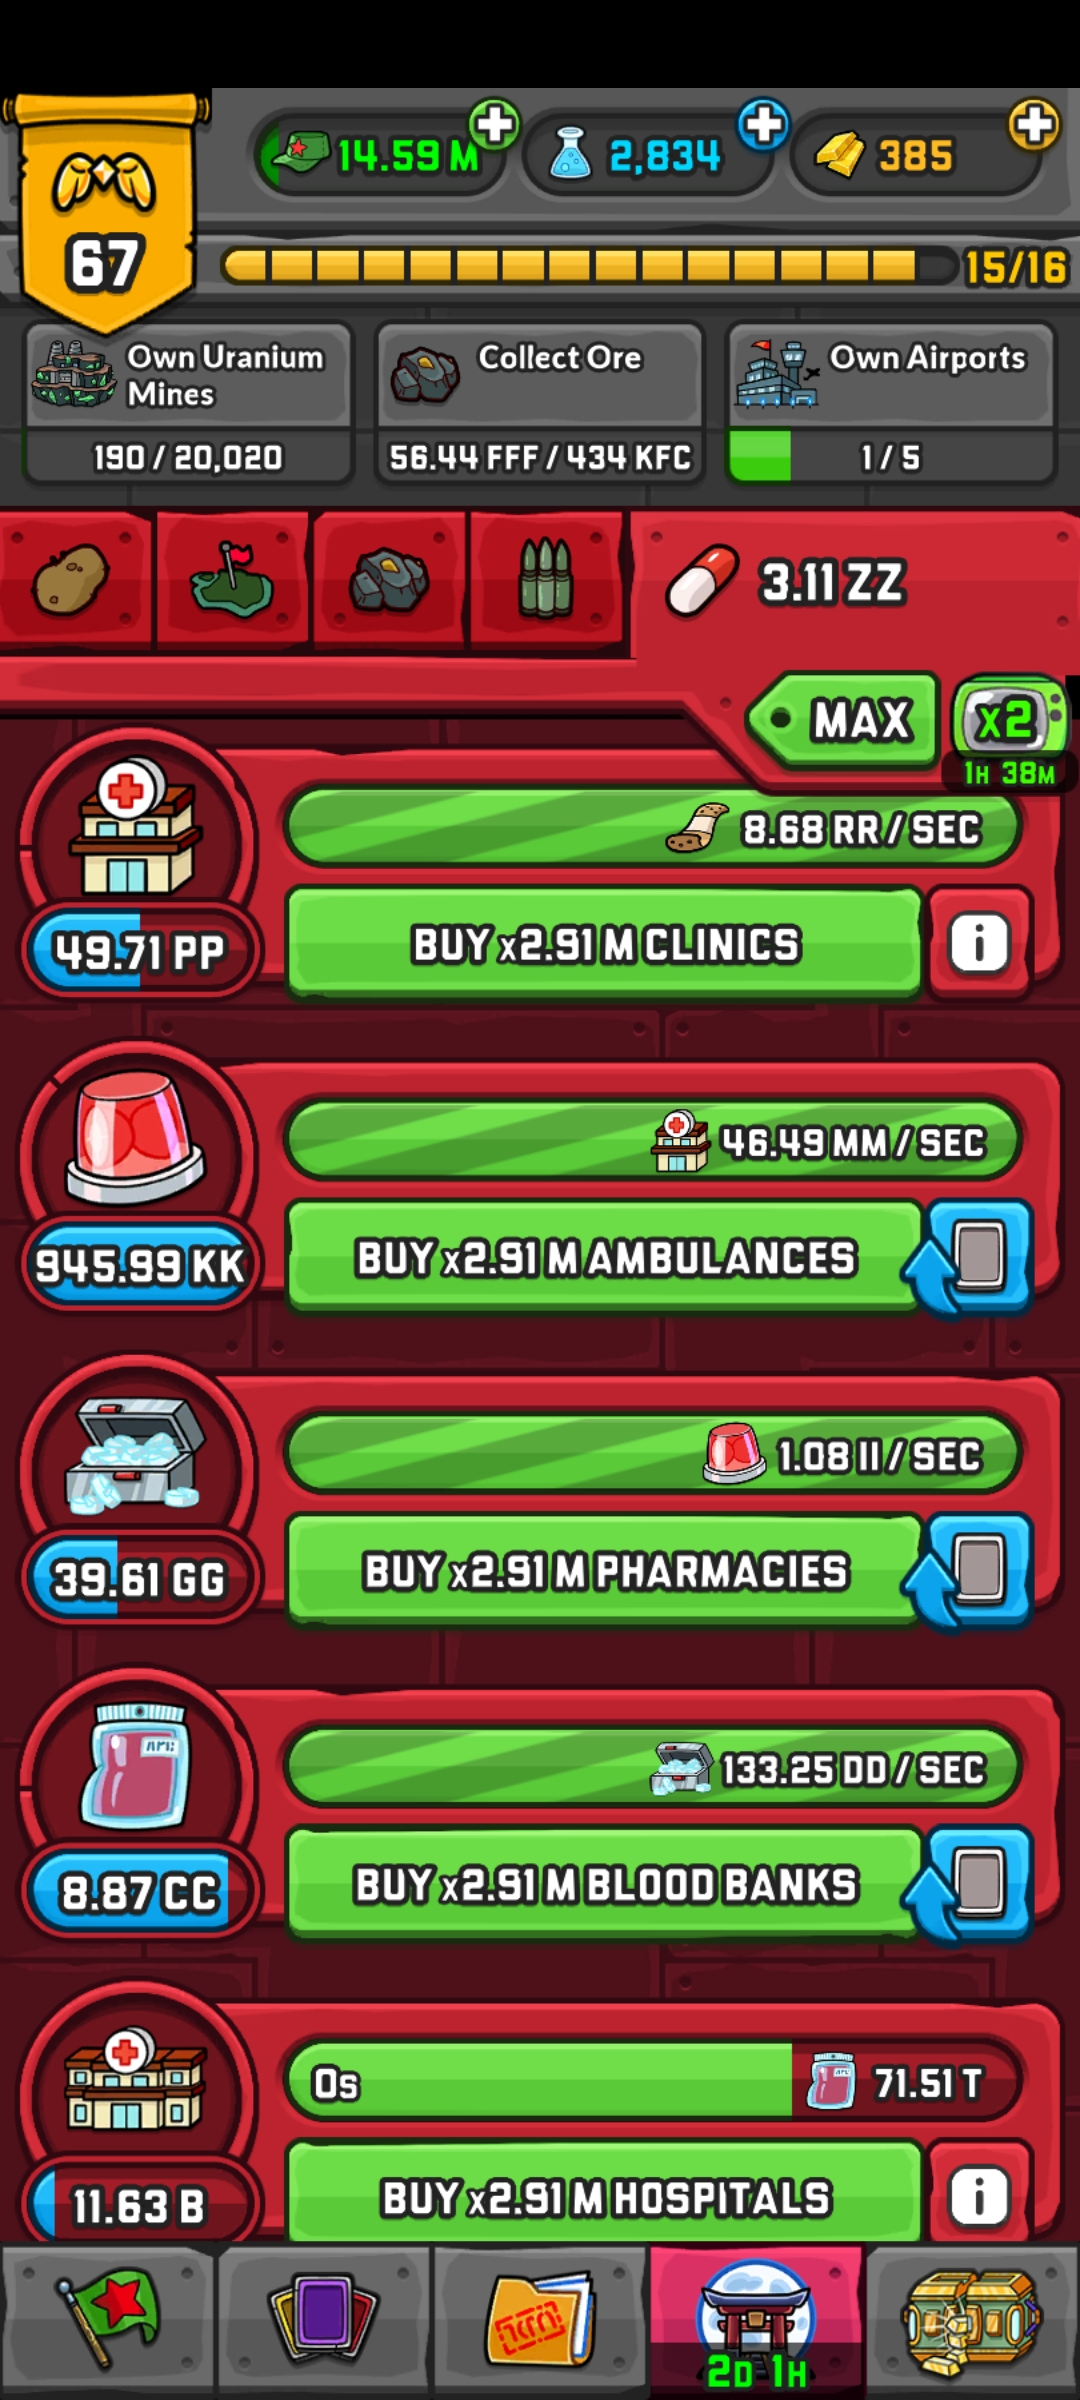 14.59 M
2,834
385
67
15/16
Own Uranium Mines
190 / 20,020
Collect Ore
56.44 FFF / 434 KFC
Own Airports
1 / 5
3.11 ZZ
MAX
x2
1H 38M
8.68 RR / SEC
49.71 PP
BUY x2.91 M CLINICS
i
46.49 MM / SEC
945.99 KK
BUY x2.91 M AMBULANCES
1.08 II / SEC
39.61 GG
BUY x2.91 M PHARMACIES
133.25 DD / SEC
8.87 CC
BUY x2.91 M BLOOD BANKS
0s
71.51 T
11.63 B
BUY x2.91 M HOSPITALS
i
2D 1H